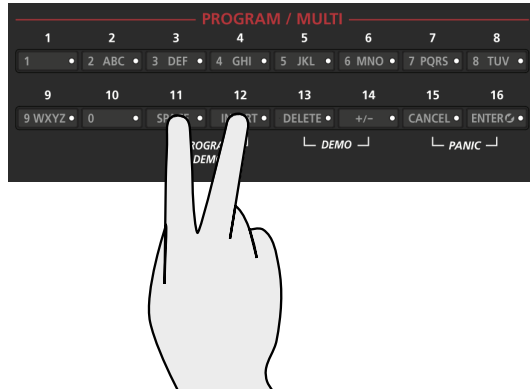 PROGRAM / MULTI
1 2 3 4 5 6 7 8
1 2 ABC 3 DEF 4 GHI 5 JKL 6 MNO 7 PQRS 8 TUV
9 10 11 12 13 14 15 16
9 WXYZ 0 DELETE +/– CANCEL ENTER
DEMO PANIC